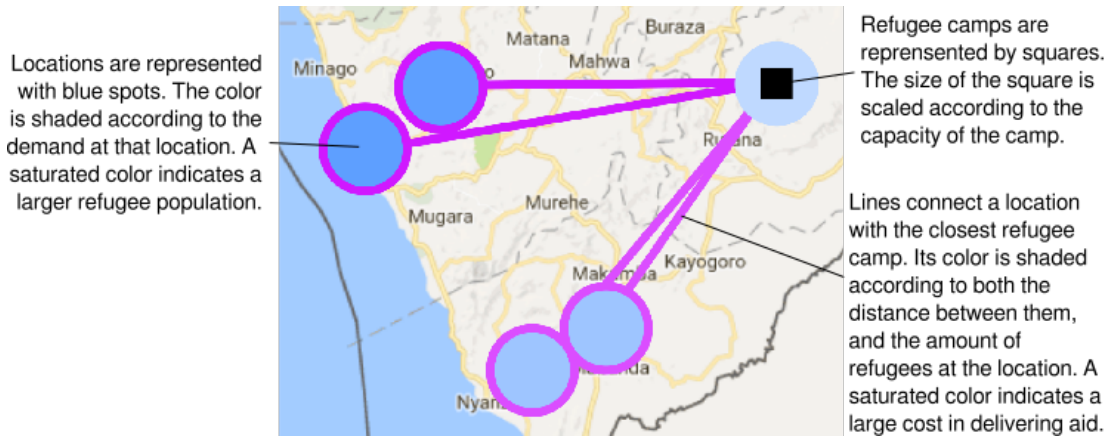 Locations are represented
with blue spots. The color
is shaded according to the
demand at that location. A
saturated color indicates a
larger refugee population.
Minago
Matana
Buraza
Mahwa
Mugara
Murehe
Kayogoro
Refugee camps are
reprensented by squares.
The size of the square is
scaled according to the
capacity of the camp.
Lines connect a location
with the closest refugee
camp. Its color is shaded
according to both the
distance between them,
and the amount of
refugees at the location. A
saturated color indicates a
large cost in delivering aid.